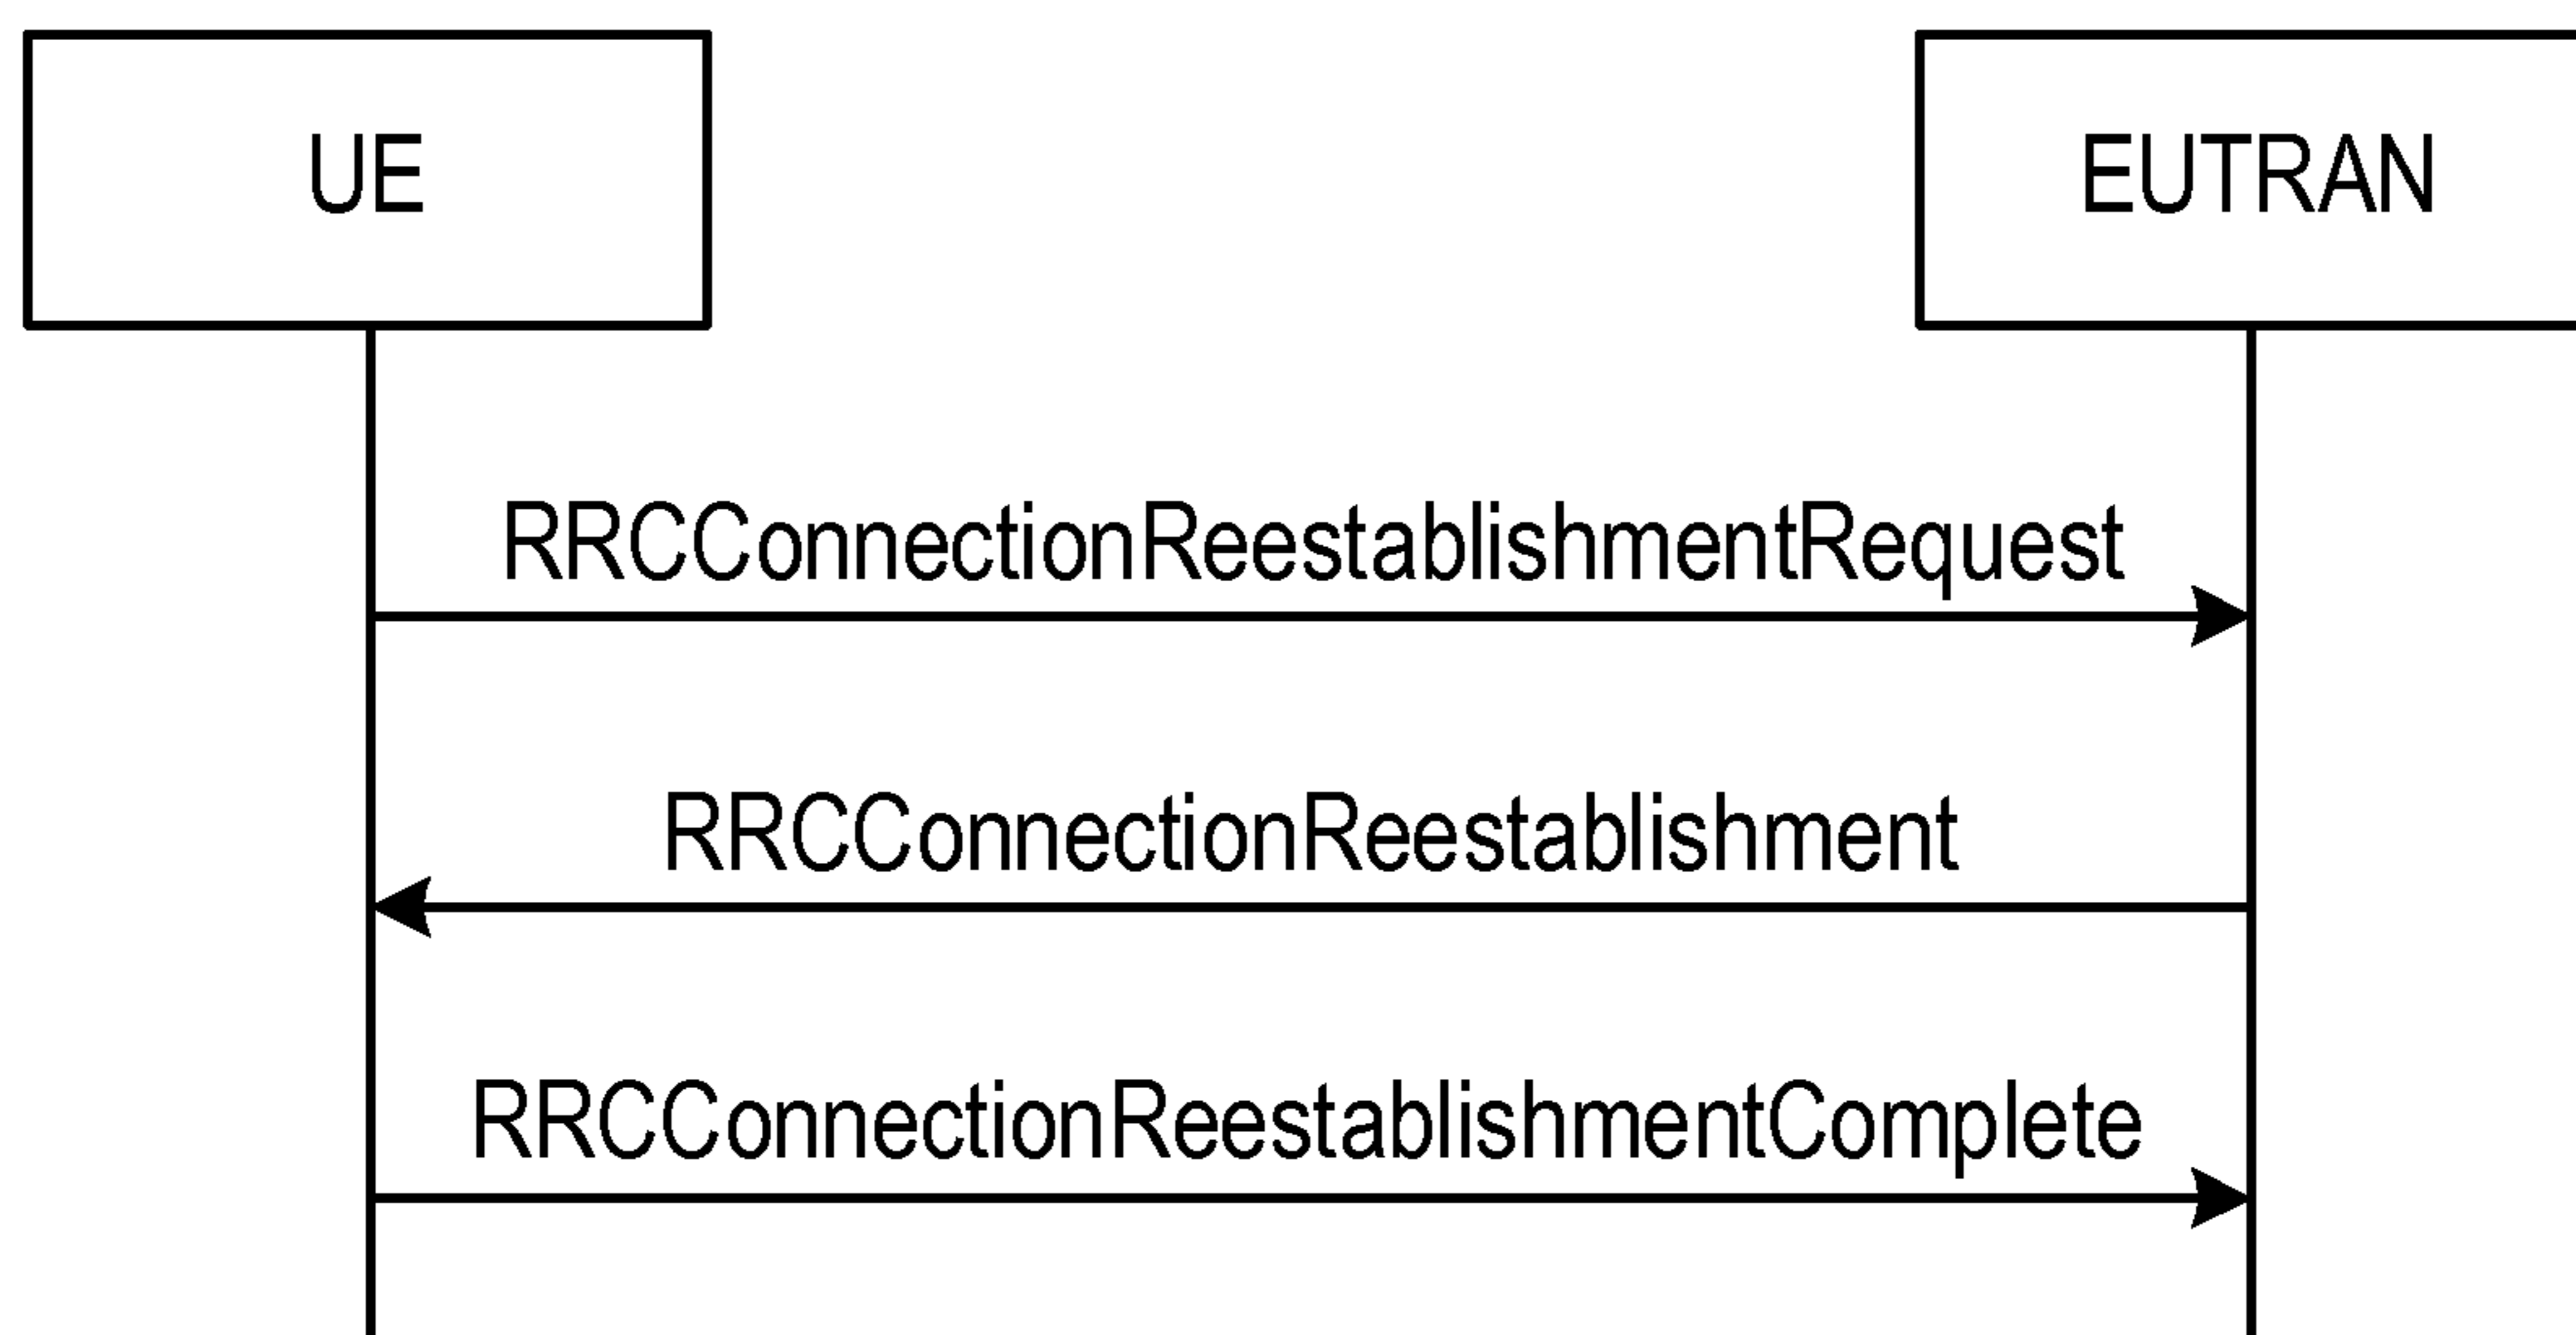 UE
EUTRAN
RRCConnectionReestablishmentRequest
RRCConnectionReestablishment
RRCConnectionReestablishmentComplete